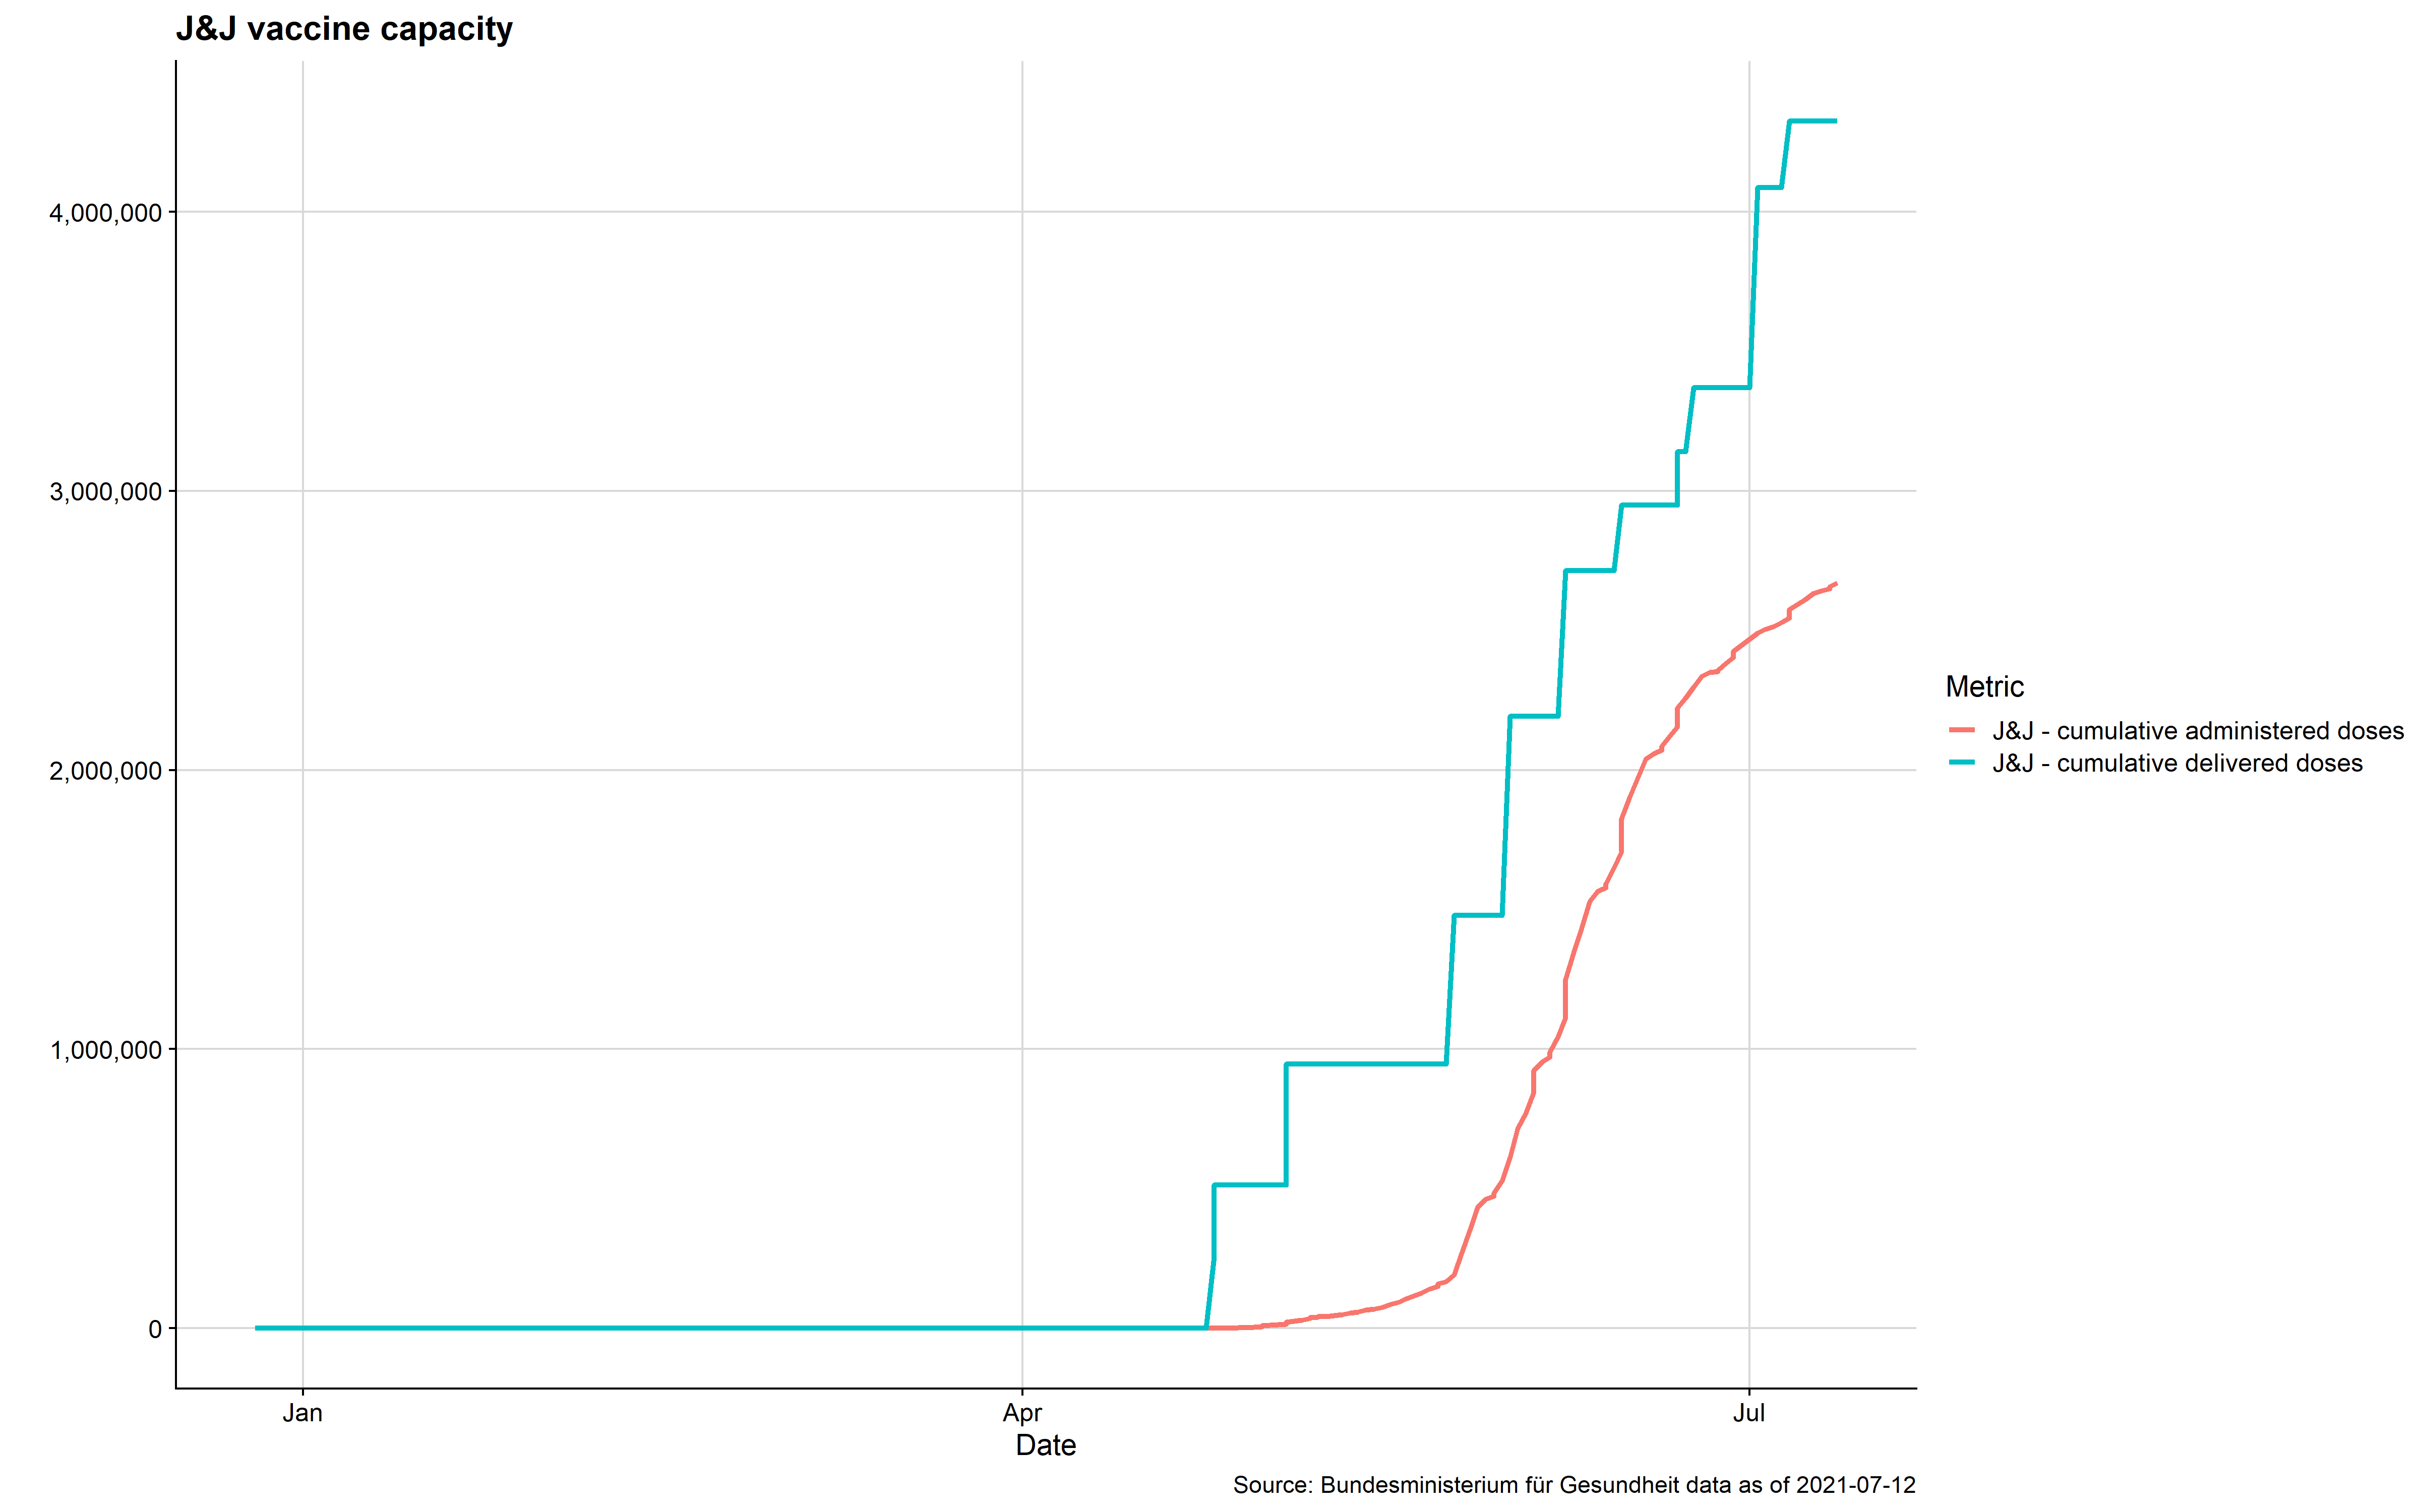 J&J vaccine capacity
4,000,000
3,000,000
2,000,000
1,000,000
0
Jan
Apr
Jul
Date
Metric
J&J - cumulative administered doses
J&J - cumulative delivered doses
Source: Bundesministerium für Gesundheit data as of 2021-07-12